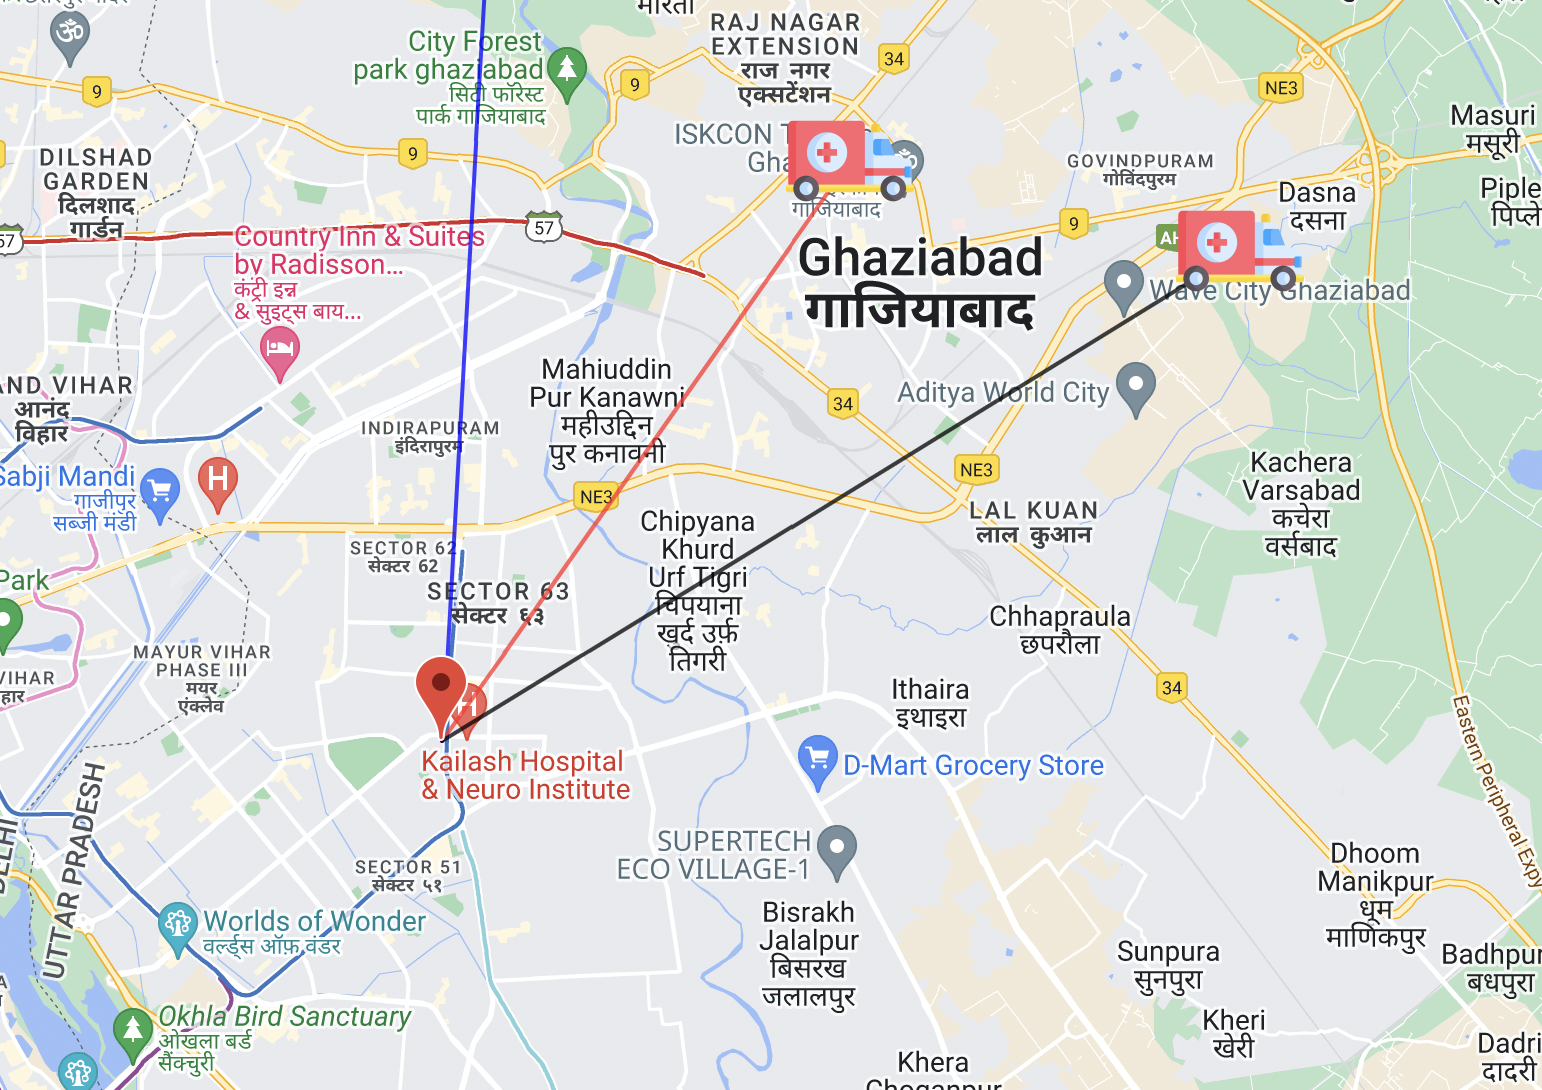 भारती
RAJ NAGAR
EXTENSION
राज नगर
एक्सटेंशन
34
City Forest
park ghaziabad
सिटी फॉरेस्ट
पार्क गाजियाबाद
9
9
NE3
Masuri
मसूरी
DILSHAD
GARDEN
दिलशाद
गार्डन
9
ISKCON
गाजियाबाद
GOVINDPURAM
गोविंदपुरम
Dasna
दसना
9
57
57
Country Inn & Suites
by Radisson...
कंट्री इन्न
& सुइट्स बाय...
Ghaziabad
गाजियाबाद
Wave City Ghaziabad
Mahiuddin
Pur Kanawni
महीउद्दिन
पुर कनावनी
Aditya World City
34
AND VIHAR
आनंद
विहार
INDIRAPURAM
इंदिरापुरम
Sabji Mandi
गाजीपुर
सब्जी मंडी
H
NE3
NE3
Kachera
Varsabad
कचेरा
वर्सबाद
LAL KUAN
लाल कुआन
Chipyana
Khurd
Urf Tigri
चिपयाना
खुर्द उर्फ़
तिगरी
SECTOR 62
सेक्टर 62
SECTOR 63
सेक्टर ६३
Park
Chhapraula
छपरौला
MAYUR VIHAR
PHASE III
मयूर
एंक्लेव
VIHAR
हार
34
Ithaira
इथाइरा
H
Kailash Hospital
& Neuro Institute
D-Mart Grocery Store
Eastern Peripheral Expy
DELHI
UTTAR PRADESH
SUPERTECH
ECO VILLAGE-1
SECTOR 51
सेक्टर ५१
Dhoom
Manikpur
धूम
माणिकपुर
Worlds of Wonder
वर्ल्ड्स ऑफ़ वंडर
Bisrakh
Jalalpur
बिसरख
जलालपुर
Sunpura
सुनपुरा
Badhpur
बधपुरा
Okhla Bird Sanctuary
ओखला बर्ड
सैंक्चुरी
Kheri
खेरी
Dadri
दादरी
Khera